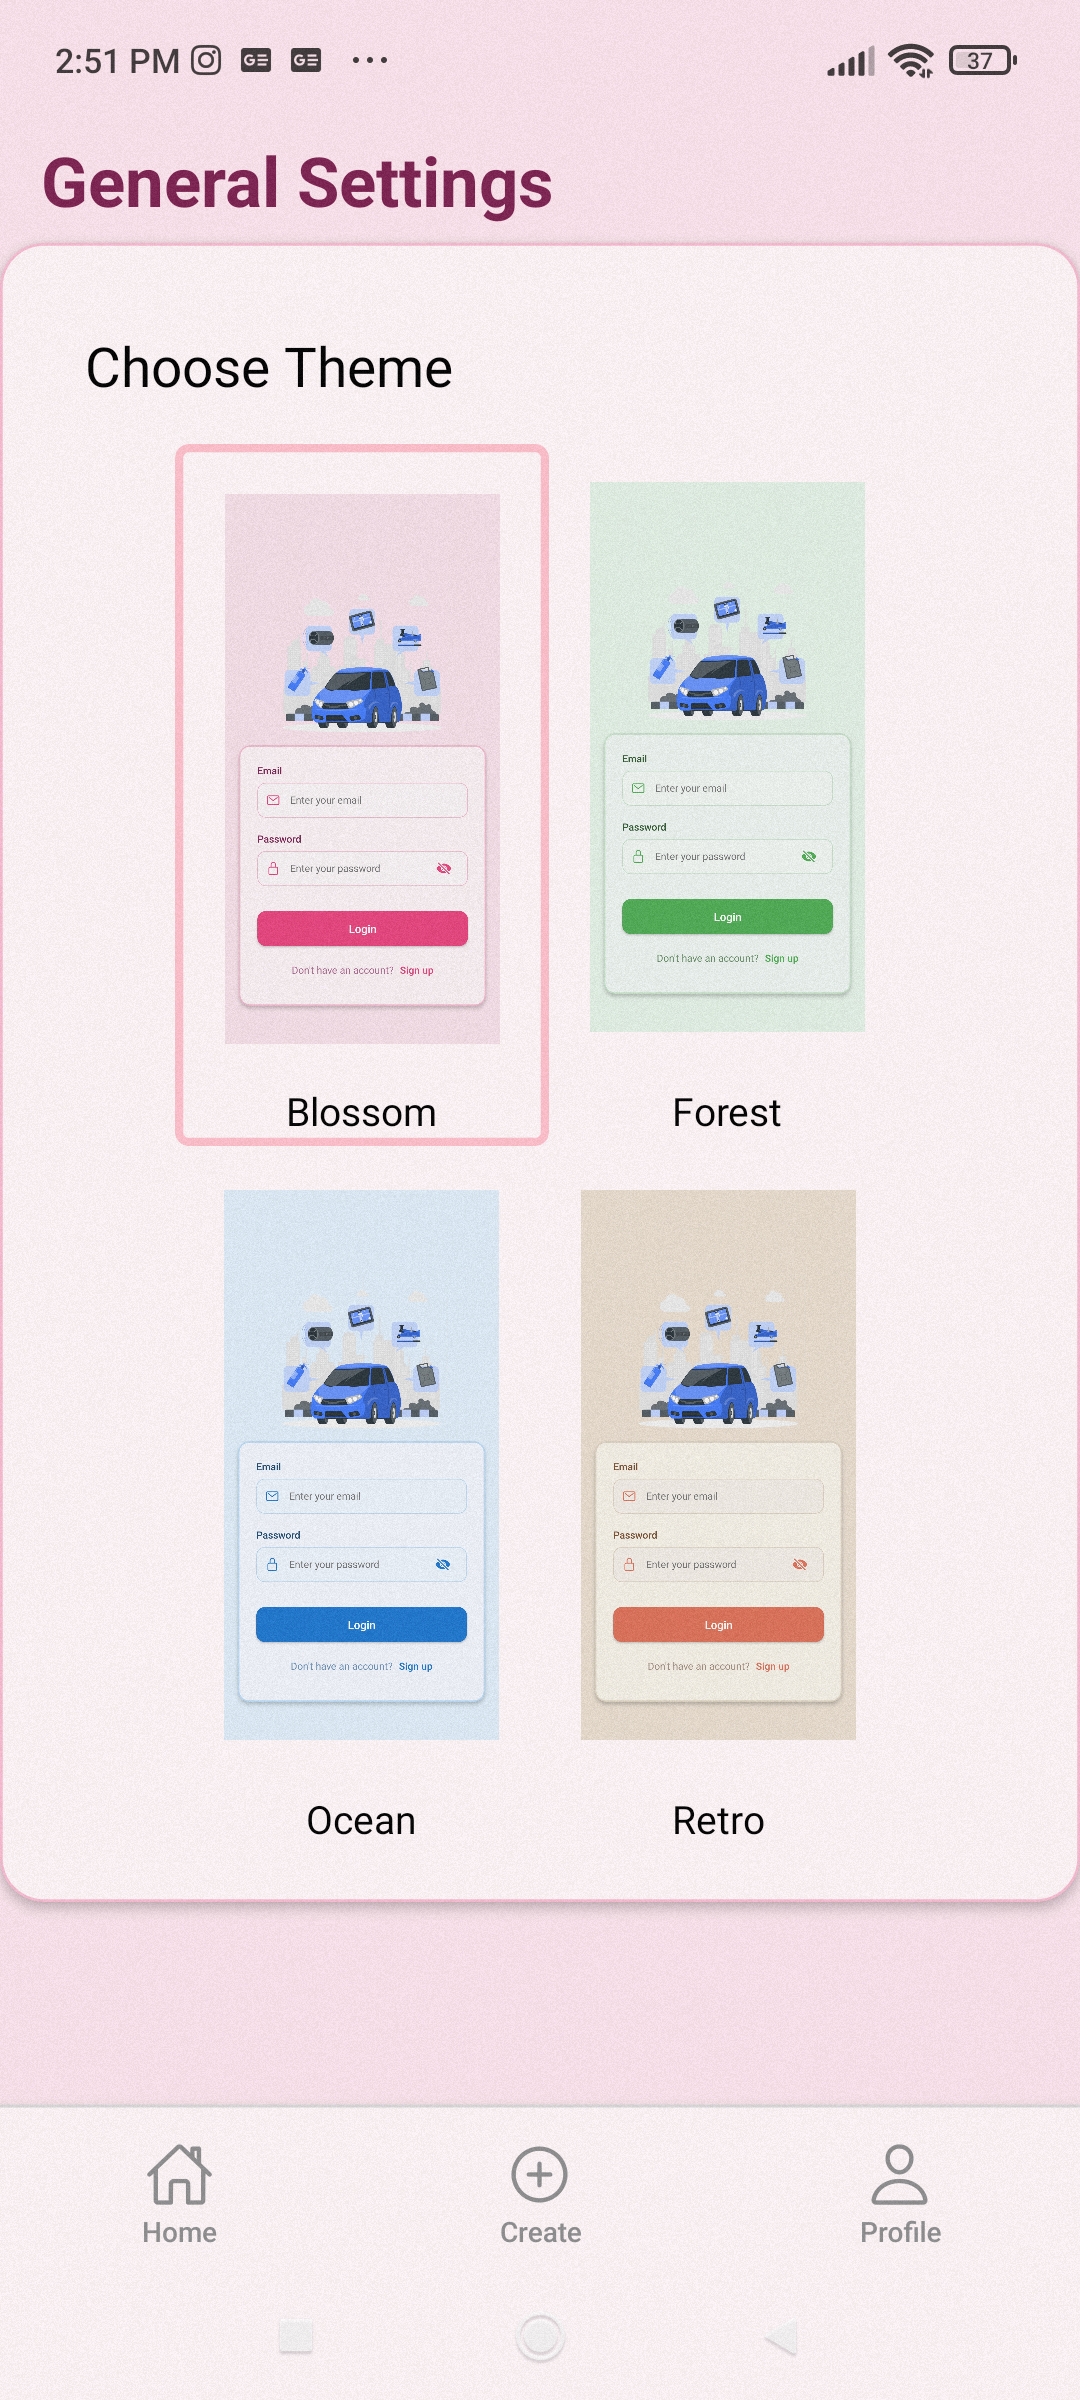 2:51 PM GE GE ... 37
General Settings
Choose Theme
Email
Enter your email
Password
Enter your password
Login
Don't have an account? Sign up
Blossom
Email
Enter your email
Password
Enter your password
Login
Don't have an account? Sign up
Forest
Email
Enter your email
Password
Enter your password
Login
Don't have an account? Sign up
Ocean
Email
Enter your email
Password
Enter your password
Login
Don't have an account? Sign up
Retro
Home
Create
Profile